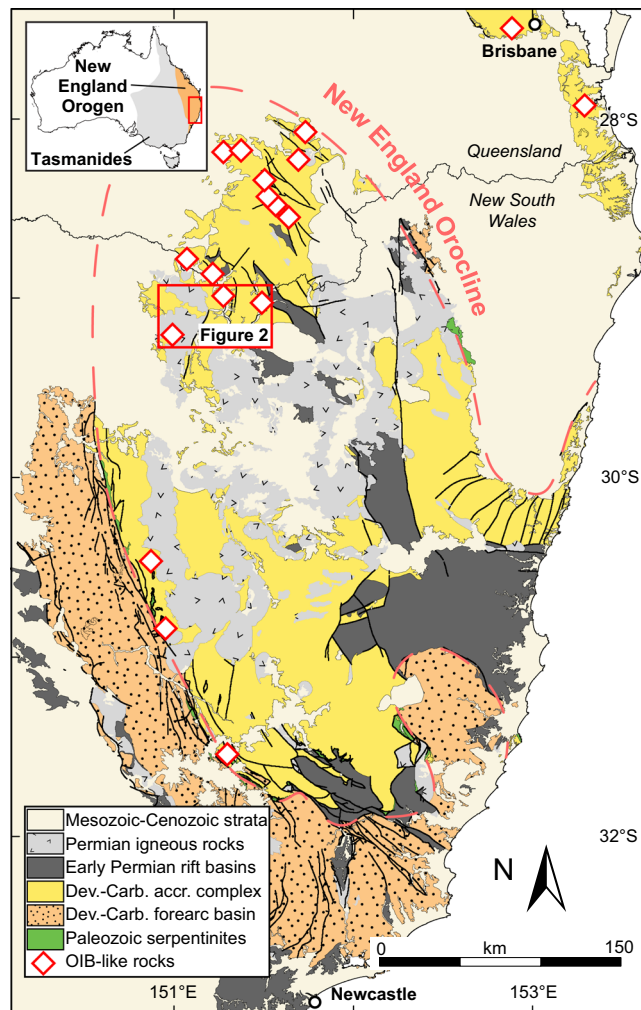 New
England
Orogen
Tasmanides
Brisbane
28°S
New England Orocline
Queensland
New South
Wales
Figure 2
30°S
32°S
Mesozoic-Cenozoic strata
Permian igneous rocks
Early Permian rift basins
Dev.-Carb. accr. complex
Dev.-Carb. forearc basin
Paleozoic serpentinites
OIB-like rocks
N
km
0 150
151°E
Newcastle
153°E